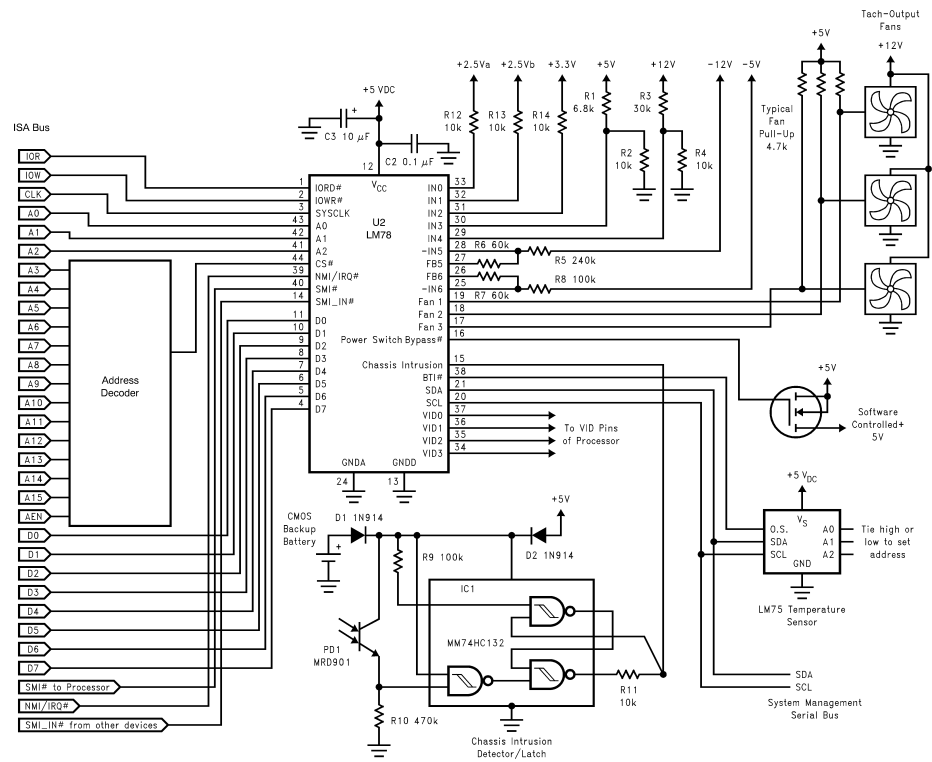 Tach-Output
Fans
+5V
+12V
+2.5Va
+2.5Vb
+3.3V
+5V
+12V
-12V
-5V
+5 VDC
R12
10k
R13
10k
R14
10k
R1
6.8k
R3
30k
Typical
Fan
Pull-Up
4.7k
C3 10 µF
C2 0.1 µF
R2
10k
R4
10k
ISA Bus
IOR
IOW
CLK
A0
A1
A2
A3
A4
A5
A6
A7
A8
A9
A10
A11
A12
A13
A14
A15
AEN
D0
D1
D2
D3
D4
D5
D6
D7
SMI# to Processor
NMI/IRQ#
SMI_IN# from other devices
Address
Decoder
12
VCC
U2
LM78
1 IORD#
2 IOWR#
3 SYSCLK
43 A0
42 A1
41 A2
44 CS#
39 NMI/IRQ#
40 SMI#
14 SMI_IN#
11 D0
10 D1
9 D2
8 D3
7 D4
6 D5
5 D6
4 D7
IN0 33
IN1 32
IN2 31
IN3 30
IN4 29
-IN5 28
FB5 27
FB6 26
-IN6 25
Fan 1 19
Fan 2 18
Fan 3 17
Power Switch Bypass# 16
Chassis Intrusion 15
BTI# 38
SDA 21
SCL 20
VID0 37
VID1 36
VID2 35
VID3 34
GNDA
GNDD
24
13
R6 60k
R5 240k
R8 100k
R7 60k
To VID Pins
of Processor
+5V
Software
Controlled+
5V
+5 VDC
VS
O.S.
SDA
SCL
A0
A1
A2
GND
Tie high or
low to set
address
LM75 Temperature
Sensor
CMOS
Backup
Battery
+
D1 1N914
+5V
D2 1N914
R9 100k
IC1
MM74HC132
PD1
MRD901
R10 470k
R11
10k
Chassis Intrusion
Detector/Latch
SDA
SCL
System Management
Serial Bus